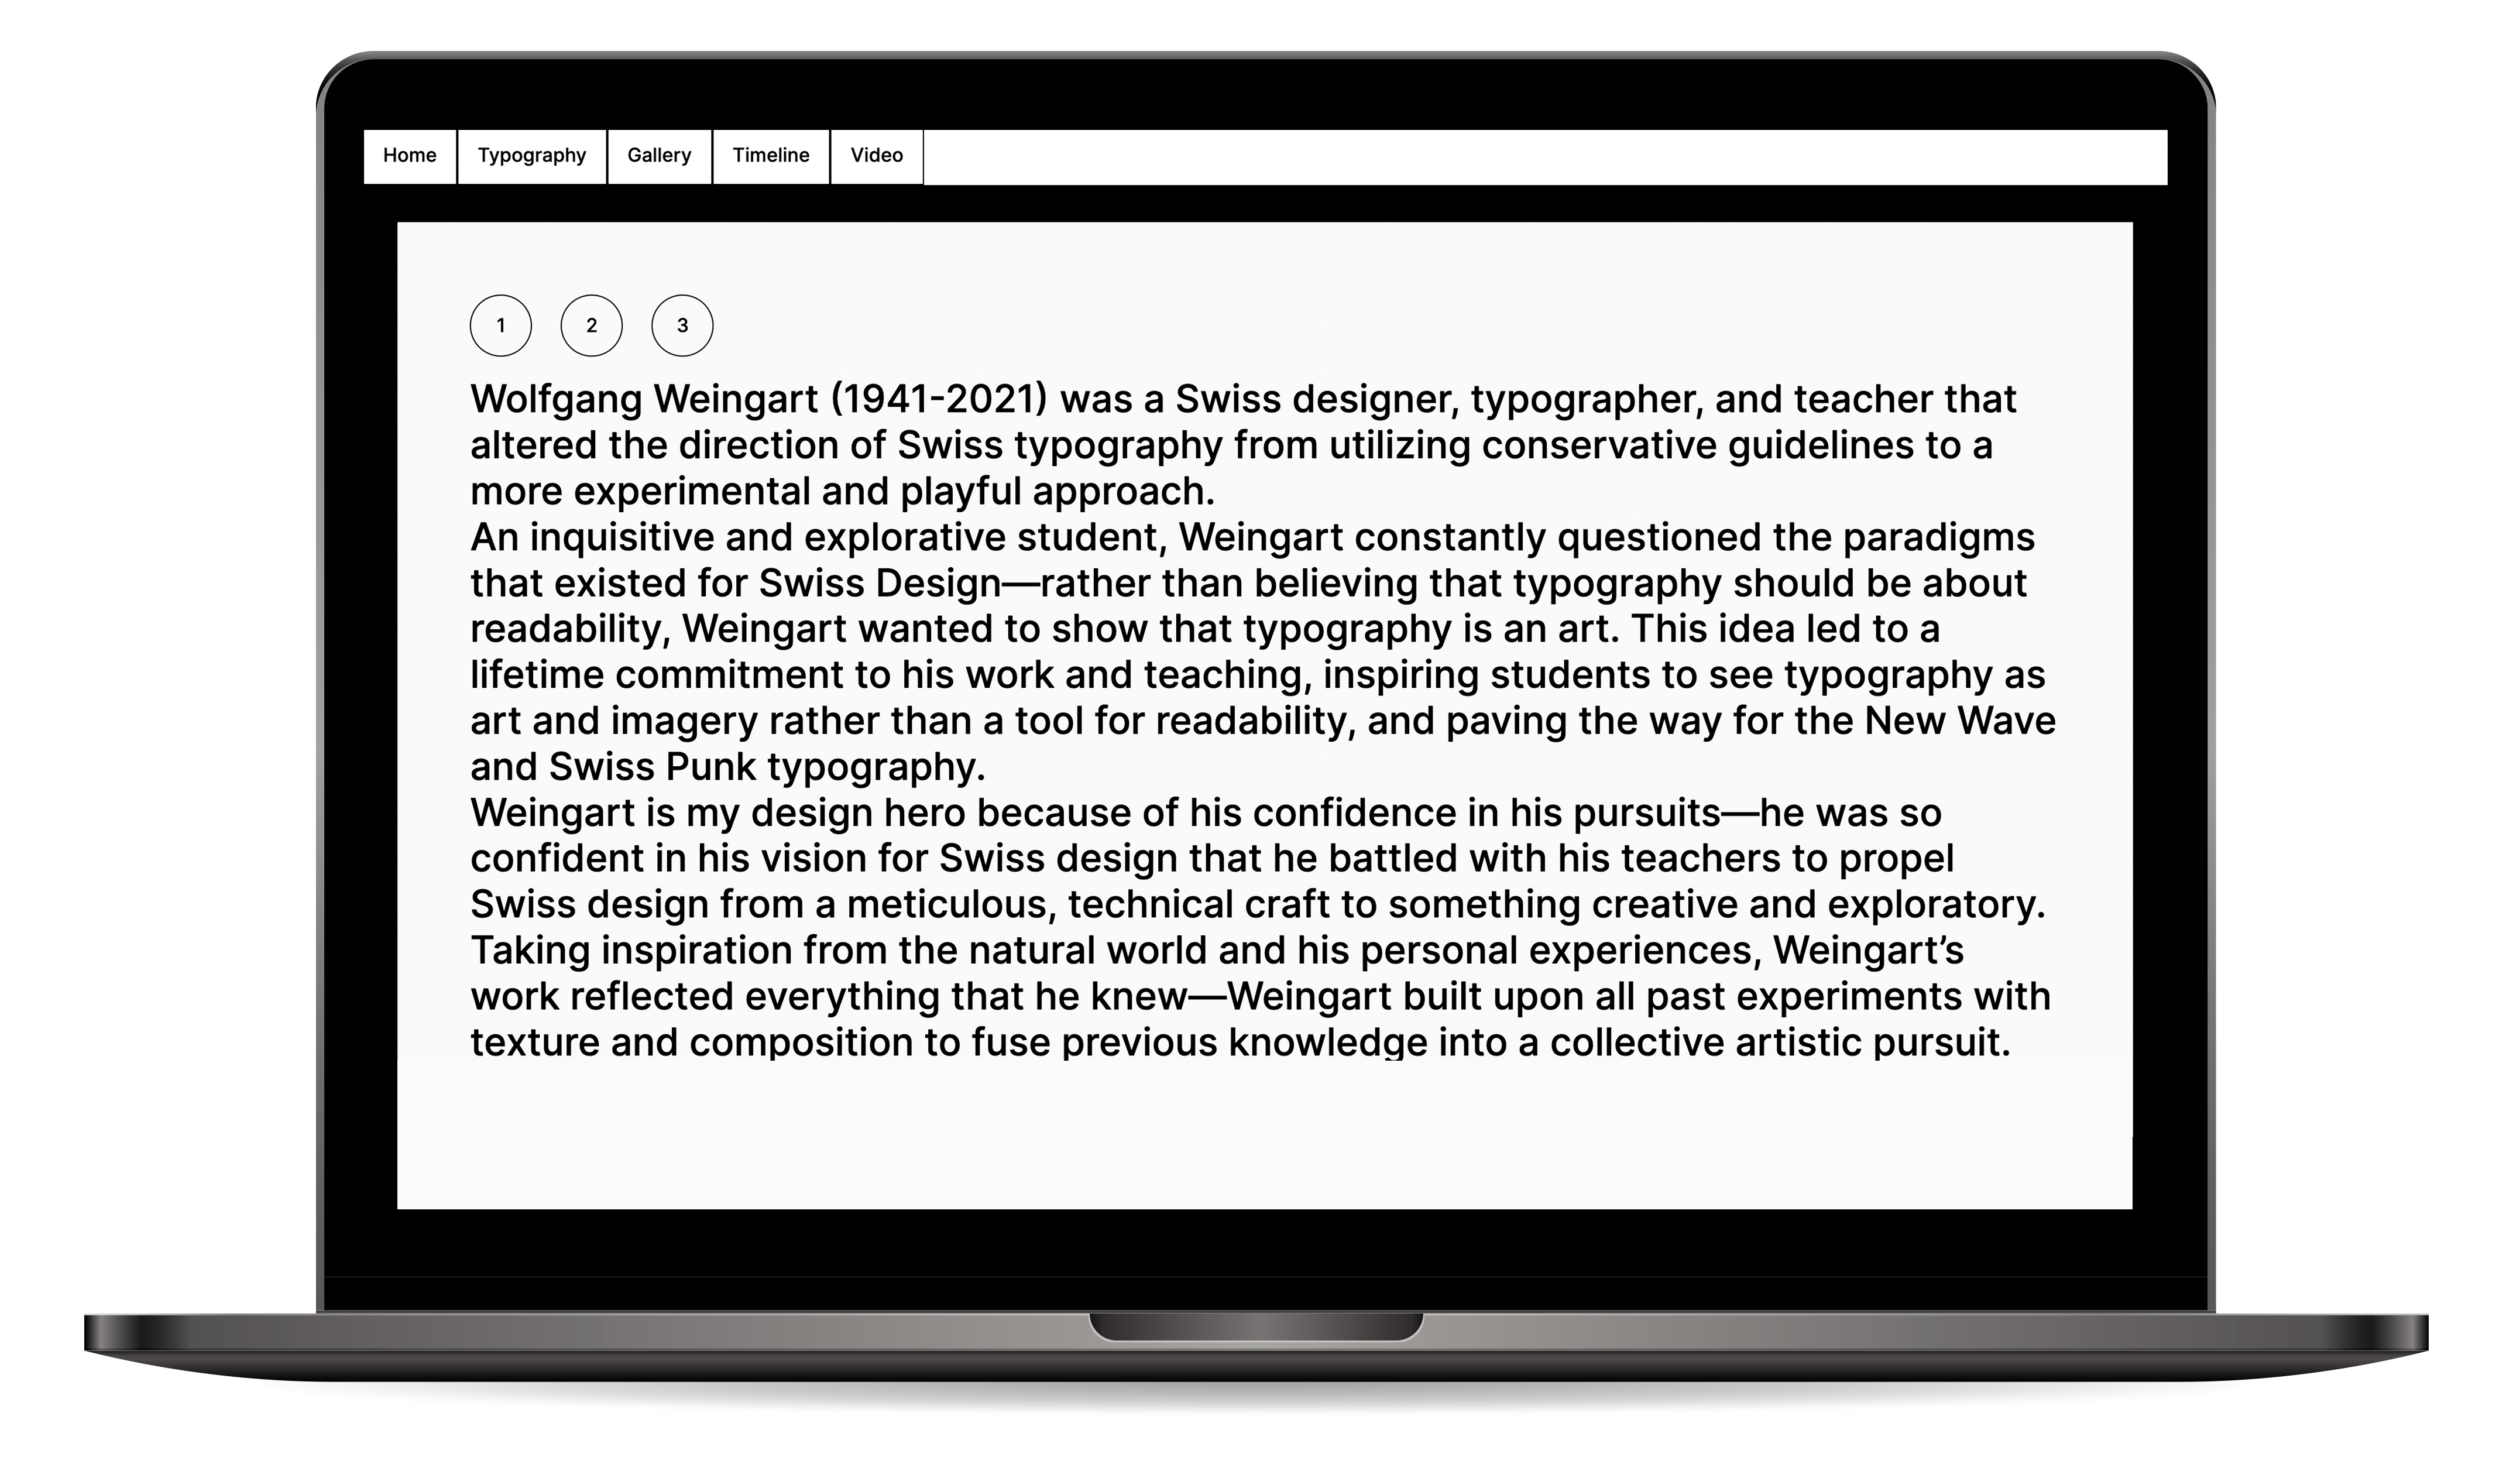 Home Typography Gallery Timeline Video
1 2 3
Wolfgang Weingart (1941-2021) was a Swiss designer, typographer, and teacher that
altered the direction of Swiss typography from utilizing conservative guidelines to a
more experimental and playful approach.
An inquisitive and explorative student, Weingart constantly questioned the paradigms
that existed for Swiss Design—rather than believing that typography should be about
readability, Weingart wanted to show that typography is an art. This idea led to a
lifetime commitment to his work and teaching, inspiring students to see typography as
art and imagery rather than a tool for readability, and paving the way for the New Wave
and Swiss Punk typography.
Weingart is my design hero because of his confidence in his pursuits—he was so
confident in his vision for Swiss design that he battled with his teachers to propel
Swiss design from a meticulous, technical craft to something creative and exploratory.
Taking inspiration from the natural world and his personal experiences, Weingart’s
work reflected everything that he knew—Weingart built upon all past experiments with
texture and composition to fuse previous knowledge into a collective artistic pursuit.